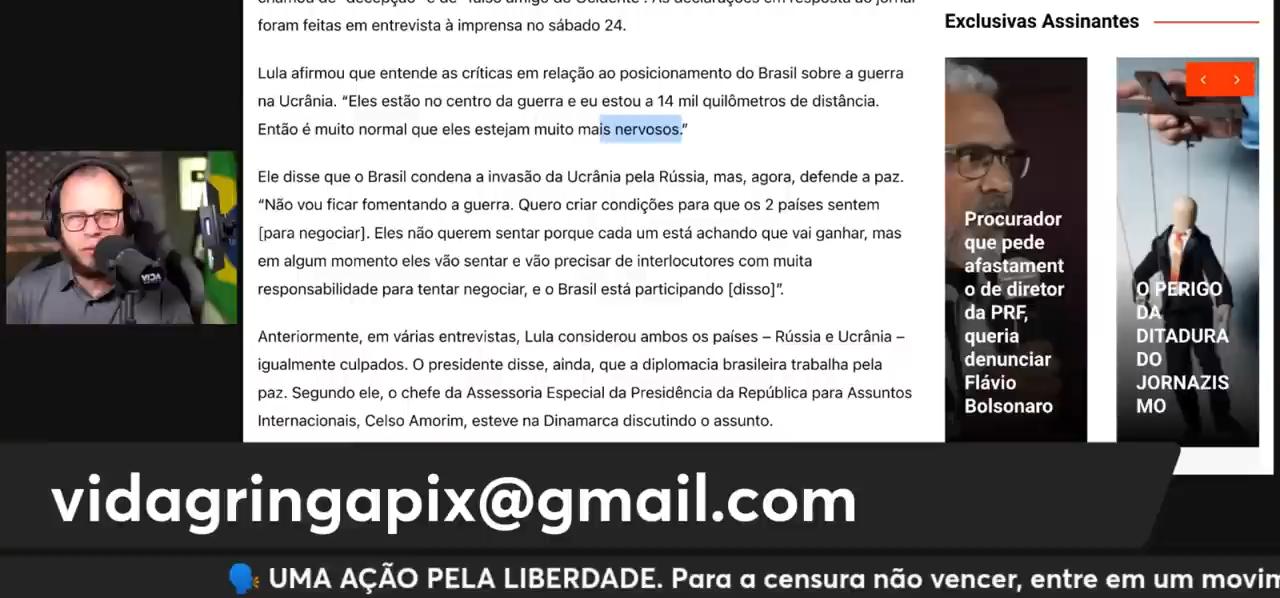 foram feitas em entrevista à imprensa no sábado 24.
Lula afirmou que entende as críticas em relação ao posicionamento do Brasil sobre a guerra
na Ucrânia. “Eles estão no centro da guerra e eu estou a 14 mil quilômetros de distância.
Então é muito normal que eles estejam muito mais nervosos.”
Ele disse que o Brasil condena a invasão da Ucrânia pela Rússia, mas, agora, defende a paz.
“Não vou ficar fomentando a guerra. Quero criar condições para que os 2 países sentem
[para negociar]. Eles não querem sentar porque cada um está achando que vai ganhar, mas
em algum momento eles vão sentar e vão precisar de interlocutores com muita
responsabilidade para tentar negociar, e o Brasil está participando [disso]”.
Anteriormente, em várias entrevistas, Lula considerou ambos os países – Rússia e Ucrânia –
igualmente culpados. O presidente disse, ainda, que a diplomacia brasileira trabalha pela
paz. Segundo ele, o chefe da Assessoria Especial da Presidência da República para Assuntos
Internacionais, Celso Amorim, esteve na Dinamarca discutindo o assunto.
Exclusivas Assinantes
Procurador
que pede
afastament
o de diretor
da PRF,
queria
denunciar
Flávio
Bolsonaro
O PERIGO
DA
DITADURA
DO
JORNAZIS
MO
VIDA
vidagringapix@gmail.com
UMA AÇÃO PELA LIBERDADE. Para a censura não vencer, entre em um movim